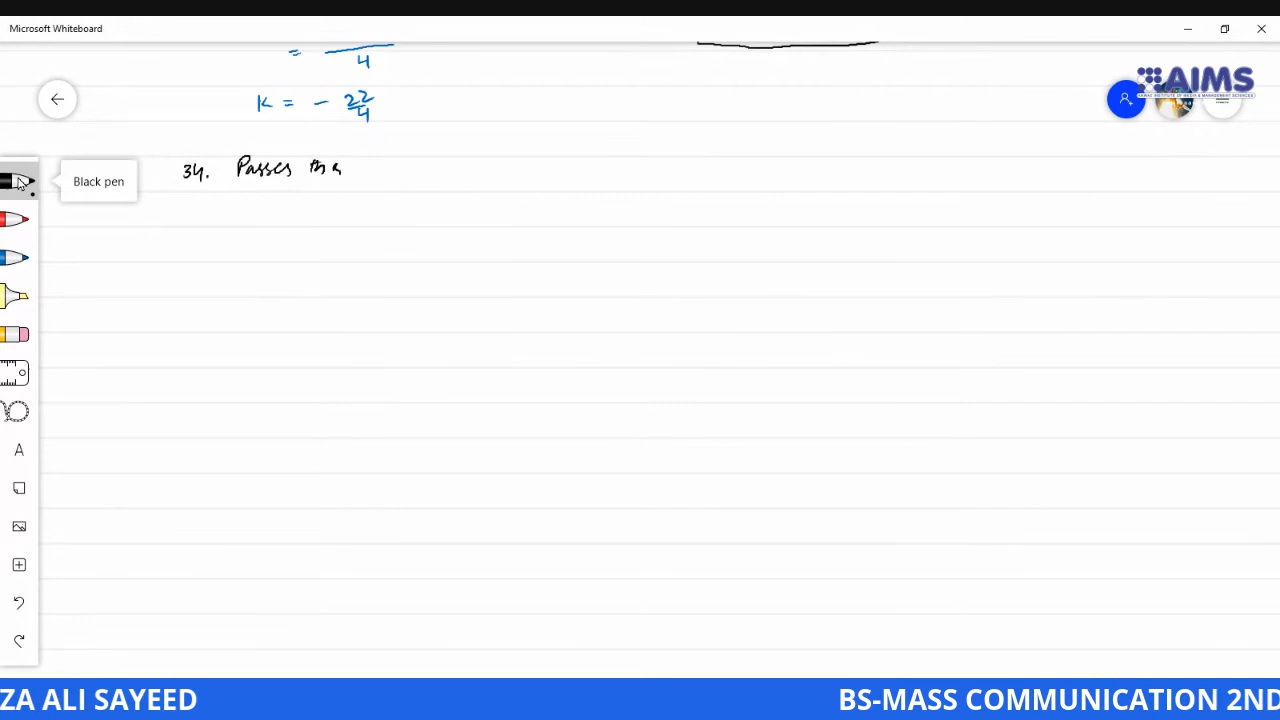 Microsoft Whiteboard
= 
4
K = - 22/4
AIMS
34. Passes
Black pen
A
ZA ALI SAYEED
BS-MASS COMMUNICATION 2ND